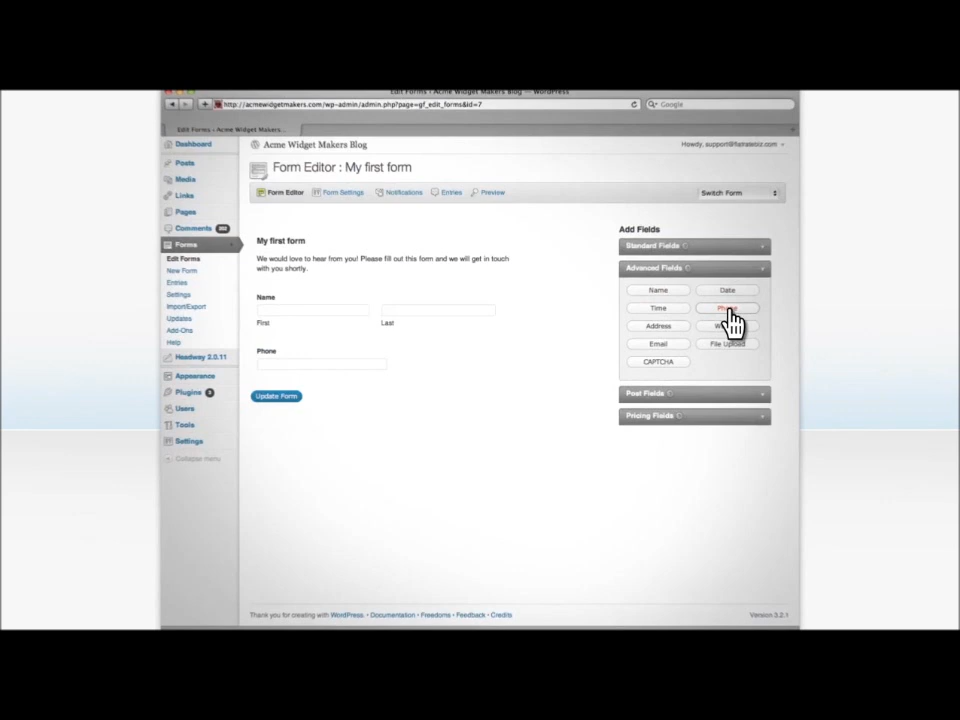 Edit Forms ‹ Acme Widget Makers Blog — WordPress
http://acmewidgetmakers.com/wp-admin/admin.php?page=gf_edit_forms&id=7
Google
Edit Forms ‹ Acme Widget Makers...
Dashboard
Posts
Media
Links
Pages
Comments
Forms
Edit Forms
New Form
Entries
Settings
Import/Export
Updates
Add-Ons
Help
Headway 2.0.11
Appearance
Plugins
Users
Tools
Settings
Collapse menu
Acme Widget Makers Blog
Howdy,
Form Editor : My first form
Form Editor
Form Settings
Notifications
Entries
Preview
Switch Form
My first form
We would love to hear from you! Please fill out this form and we will get in touch
with you shortly.
Name
First
Last
Phone
Update Form
Add Fields
Standard Fields
Advanced Fields
Name
Date
Time
Address
Email
File Upload
CAPTCHA
Post Fields
Pricing Fields
Thank you for creating with WordPress. • Documentation • Freedoms • Feedback • Credits
Version 3.2.1